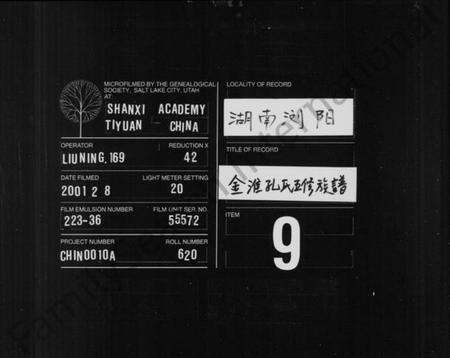 MICROFILMED BY THE GENEALOGICAL
SOCIETY, SALT LAKE CITY, UTAH
AT:
SHANXI ACADEMY
TIYUAN CHINA
OPERATOR
REDUCTION X
LIUNING, 169
42
DATE FILMED
LIGHT METER SETTING
2001 2 8
20
FILM EMULSION NUMBER
FILM UNIT SER. NO.
223-36
55572
PROJECT NUMBER
ROLL NUMBER
CHIN0010A
620
LOCALITY OF RECORD
湖南浏阳
TITLE OF RECORD
金淮孔氏五修族譜
ITEM
9